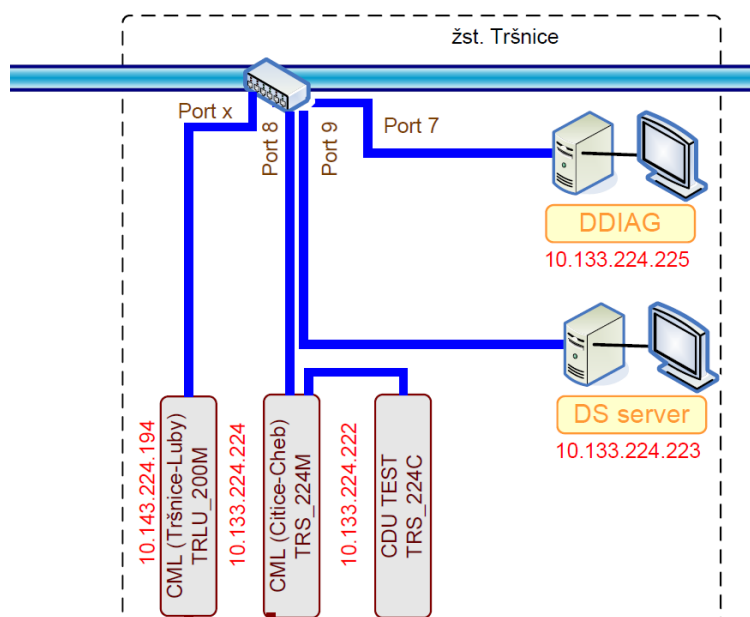 žst. Tršnice
Port x
Port 8
Port 9
Port 7
DDIAG
10.133.224.225
DS server
10.133.224.223
10.143.224.194
CML (Tršnice-Luby)
TRLU_200M
10.133.224.224
CML (Citice-Cheb)
TRS_224M
10.133.224.222
CDU TEST
TRS_224C